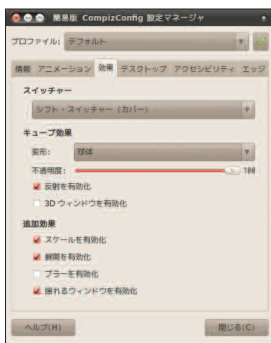 簡易版 CompizConfig 設定マネージャ
プロファイル: デフォルト
情報 アニメーション 効果 デスクトップ アクセシビリティ エッジ
スイッチャー
シフト・スイッチャー (カバー)
キューブ効果
変形: 球体
不透明度: 100
反射を有効化
3D ウィンドウを有効化
追加効果
スケールを有効化
展開を有効化
ブラーを有効化
揺れるウィンドウを有効化
ヘルプ(H) 閉じる(C)